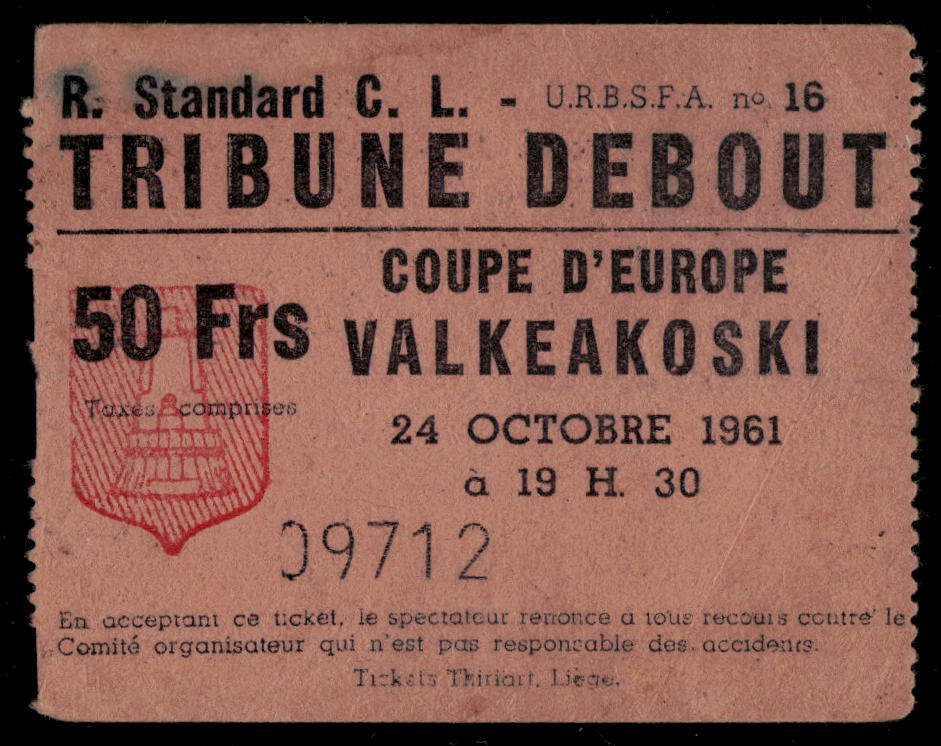 R. Standard C. L. - U.R.B.S.F.A. no 16
TRIBUNE DEBOUT
COUPE D'EUROPE
50 Frs
VALKEAKOSKI
Taxes comprises
24 OCTOBRE 1961
à 19 H. 30
09712
En acceptant ce ticket, le spectateur renonce a tous recours contre le
Comité organisateur qui n'est pas responsable des accidents.
Tickets Thiriart, Liège.